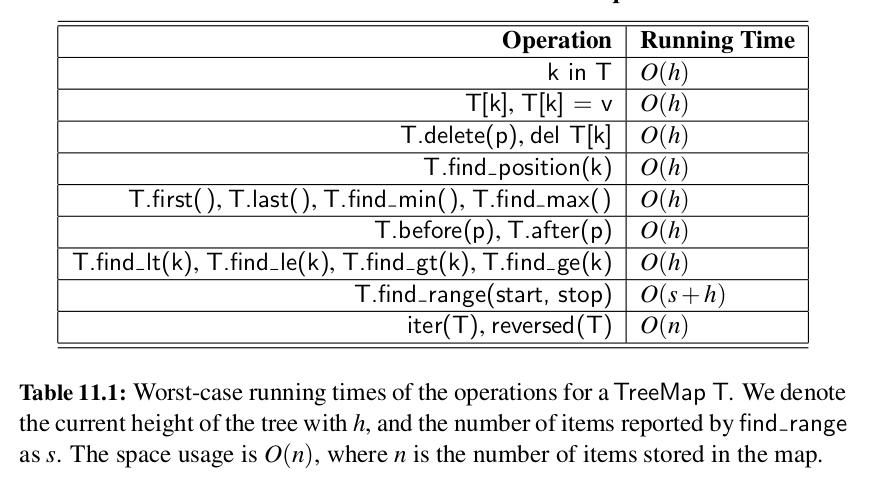 Operation Running Time
k in T O(h)
T[k], T[k] = v O(h)
T.delete(p), del T[k] O(h)
T.find_position(k) O(h)
T.first(), T.last(), T.find_min(), T.find_max() O(h)
T.before(p), T.after(p) O(h)
T.find_lt(k), T.find_le(k), T.find_gt(k), T.find_ge(k) O(h)
T.find_range(start, stop) O(s+h)
iter(T), reversed(T) O(n)
Table 11.1: Worst-case running times of the operations for a TreeMap T. We denote
the current height of the tree with h, and the number of items reported by find_range
as s. The space usage is O(n), where n is the number of items stored in the map.